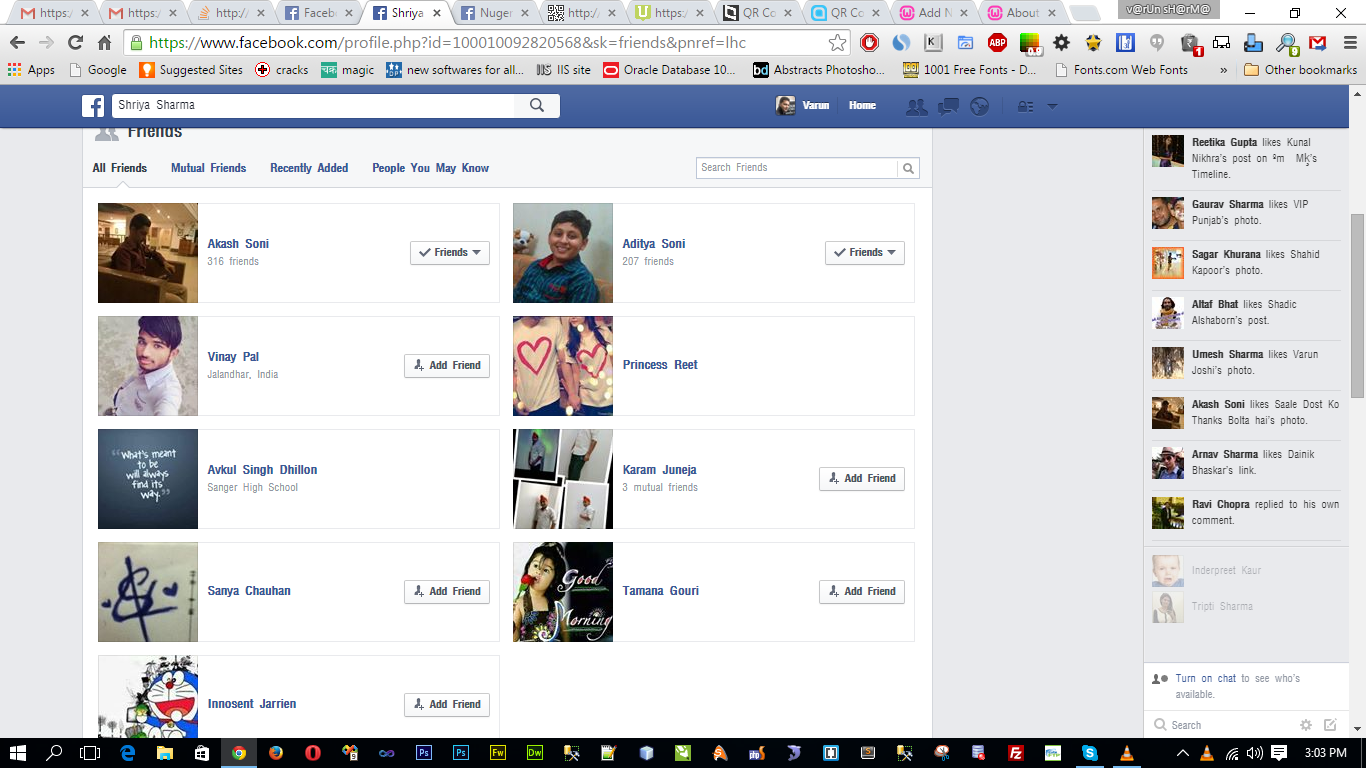 https:
https:
http://
Faceb
Shriya
Nugen
http://
https:
QR Co
QR Co
Add N
About
v@rUn sH@rM@
https://www.facebook.com/profile.php?id=100010092820568&sk=friends&pnref=lhc
Apps Google Suggested Sites cracks magic new softwares for all... IIS site Oracle Database 10... Abstracts Photosho... 1001 Free Fonts - D... Fonts.com Web Fonts » Other bookmarks
Shriya Sharma
Varun Home
Friends
All Friends Mutual Friends Recently Added People You May Know
Search Friends
Akash Soni
316 friends
Friends
Aditya Soni
207 friends
Friends
Vinay Pal
Jalandhar, India
Add Friend
Princess Reet
"What's meant
to be
will always
find its'
way."
Avkul Singh Dhillon
Sanger High School
Karam Juneja
3 mutual friends
Add Friend
Sanya Chauhan
Add Friend
Good
Morning
Tamana Gouri
Add Friend
Innosent Jarrien
Add Friend
Reetika Gupta likes Kunal
Nikhra's post on
Timeline.
Gaurav Sharma likes VIP
Punjab's photo.
Sagar Khurana likes Shahid
Kapoor's photo.
Altaf Bhat likes Shadic
Alshaborn's post.
Umesh Sharma likes Varun
Joshi's photo.
Akash Soni likes Saale Dost Ko
Thanks Bolta hai's photo.
Arnav Sharma likes Dainik
Bhaskar's link.
Ravi Chopra replied to his own
comment.
Inderpreet Kaur
Tripti Sharma
Turn on chat to see who's
available.
Search
3:03 PM